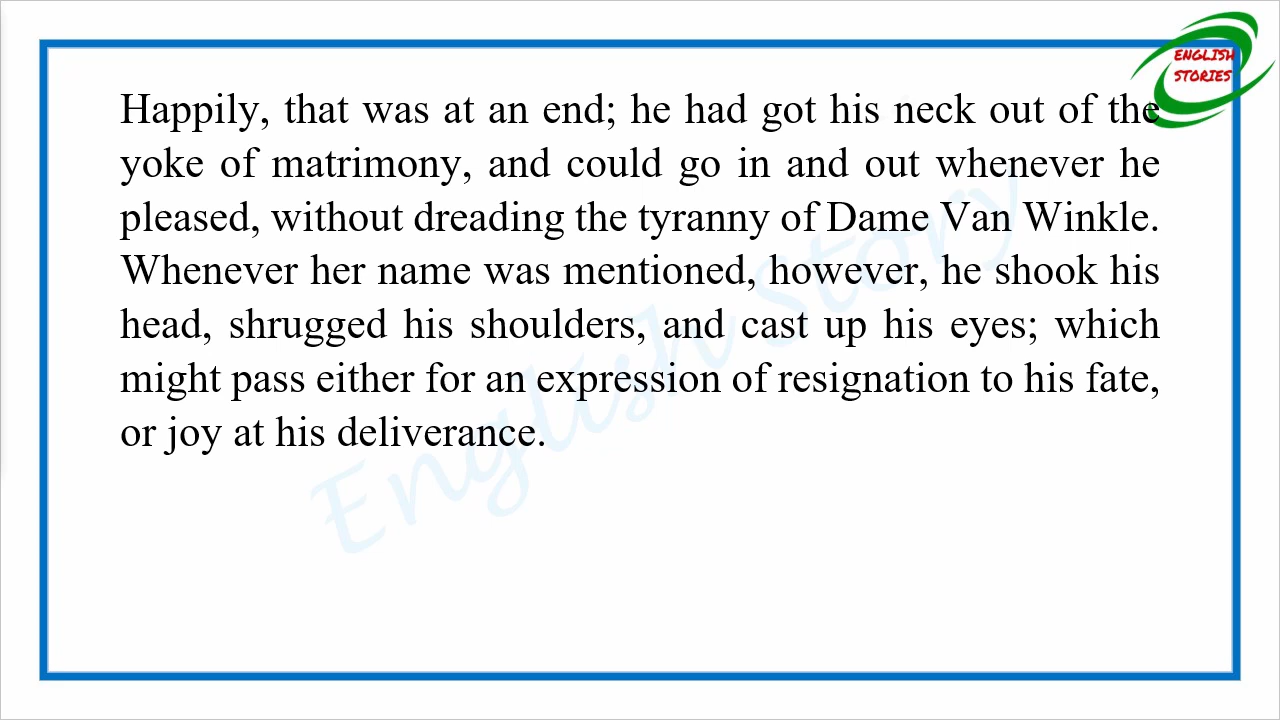 ENGLISH
STORIES
Happily, that was at an end; he had got his neck out of the
yoke of matrimony, and could go in and out whenever he
pleased, without dreading the tyranny of Dame Van Winkle.
Whenever her name was mentioned, however, he shook his
head, shrugged his shoulders, and cast up his eyes; which
might pass either for an expression of resignation to his fate,
or joy at his deliverance.
English Story